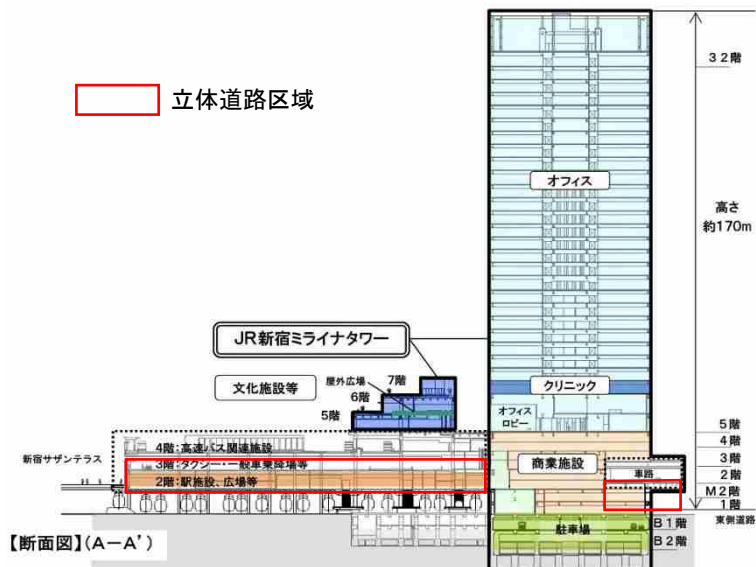 立体道路区域
32階
オフィス
高さ
約170m
JR新宿ミライナタワー
文化施設等
屋外広場
7階
6階
5階
クリニック
オフィス
ロビー
5階
4階
3階
2階
M2階
1階
東側道路
4階:高速バス関連施設
3階:タクシー・一般車乗降場等
2階:駅施設、広場等
新宿サザンテラス
商業施設
車路
駐車場
B1階
B2階
【断面図】(A-A')